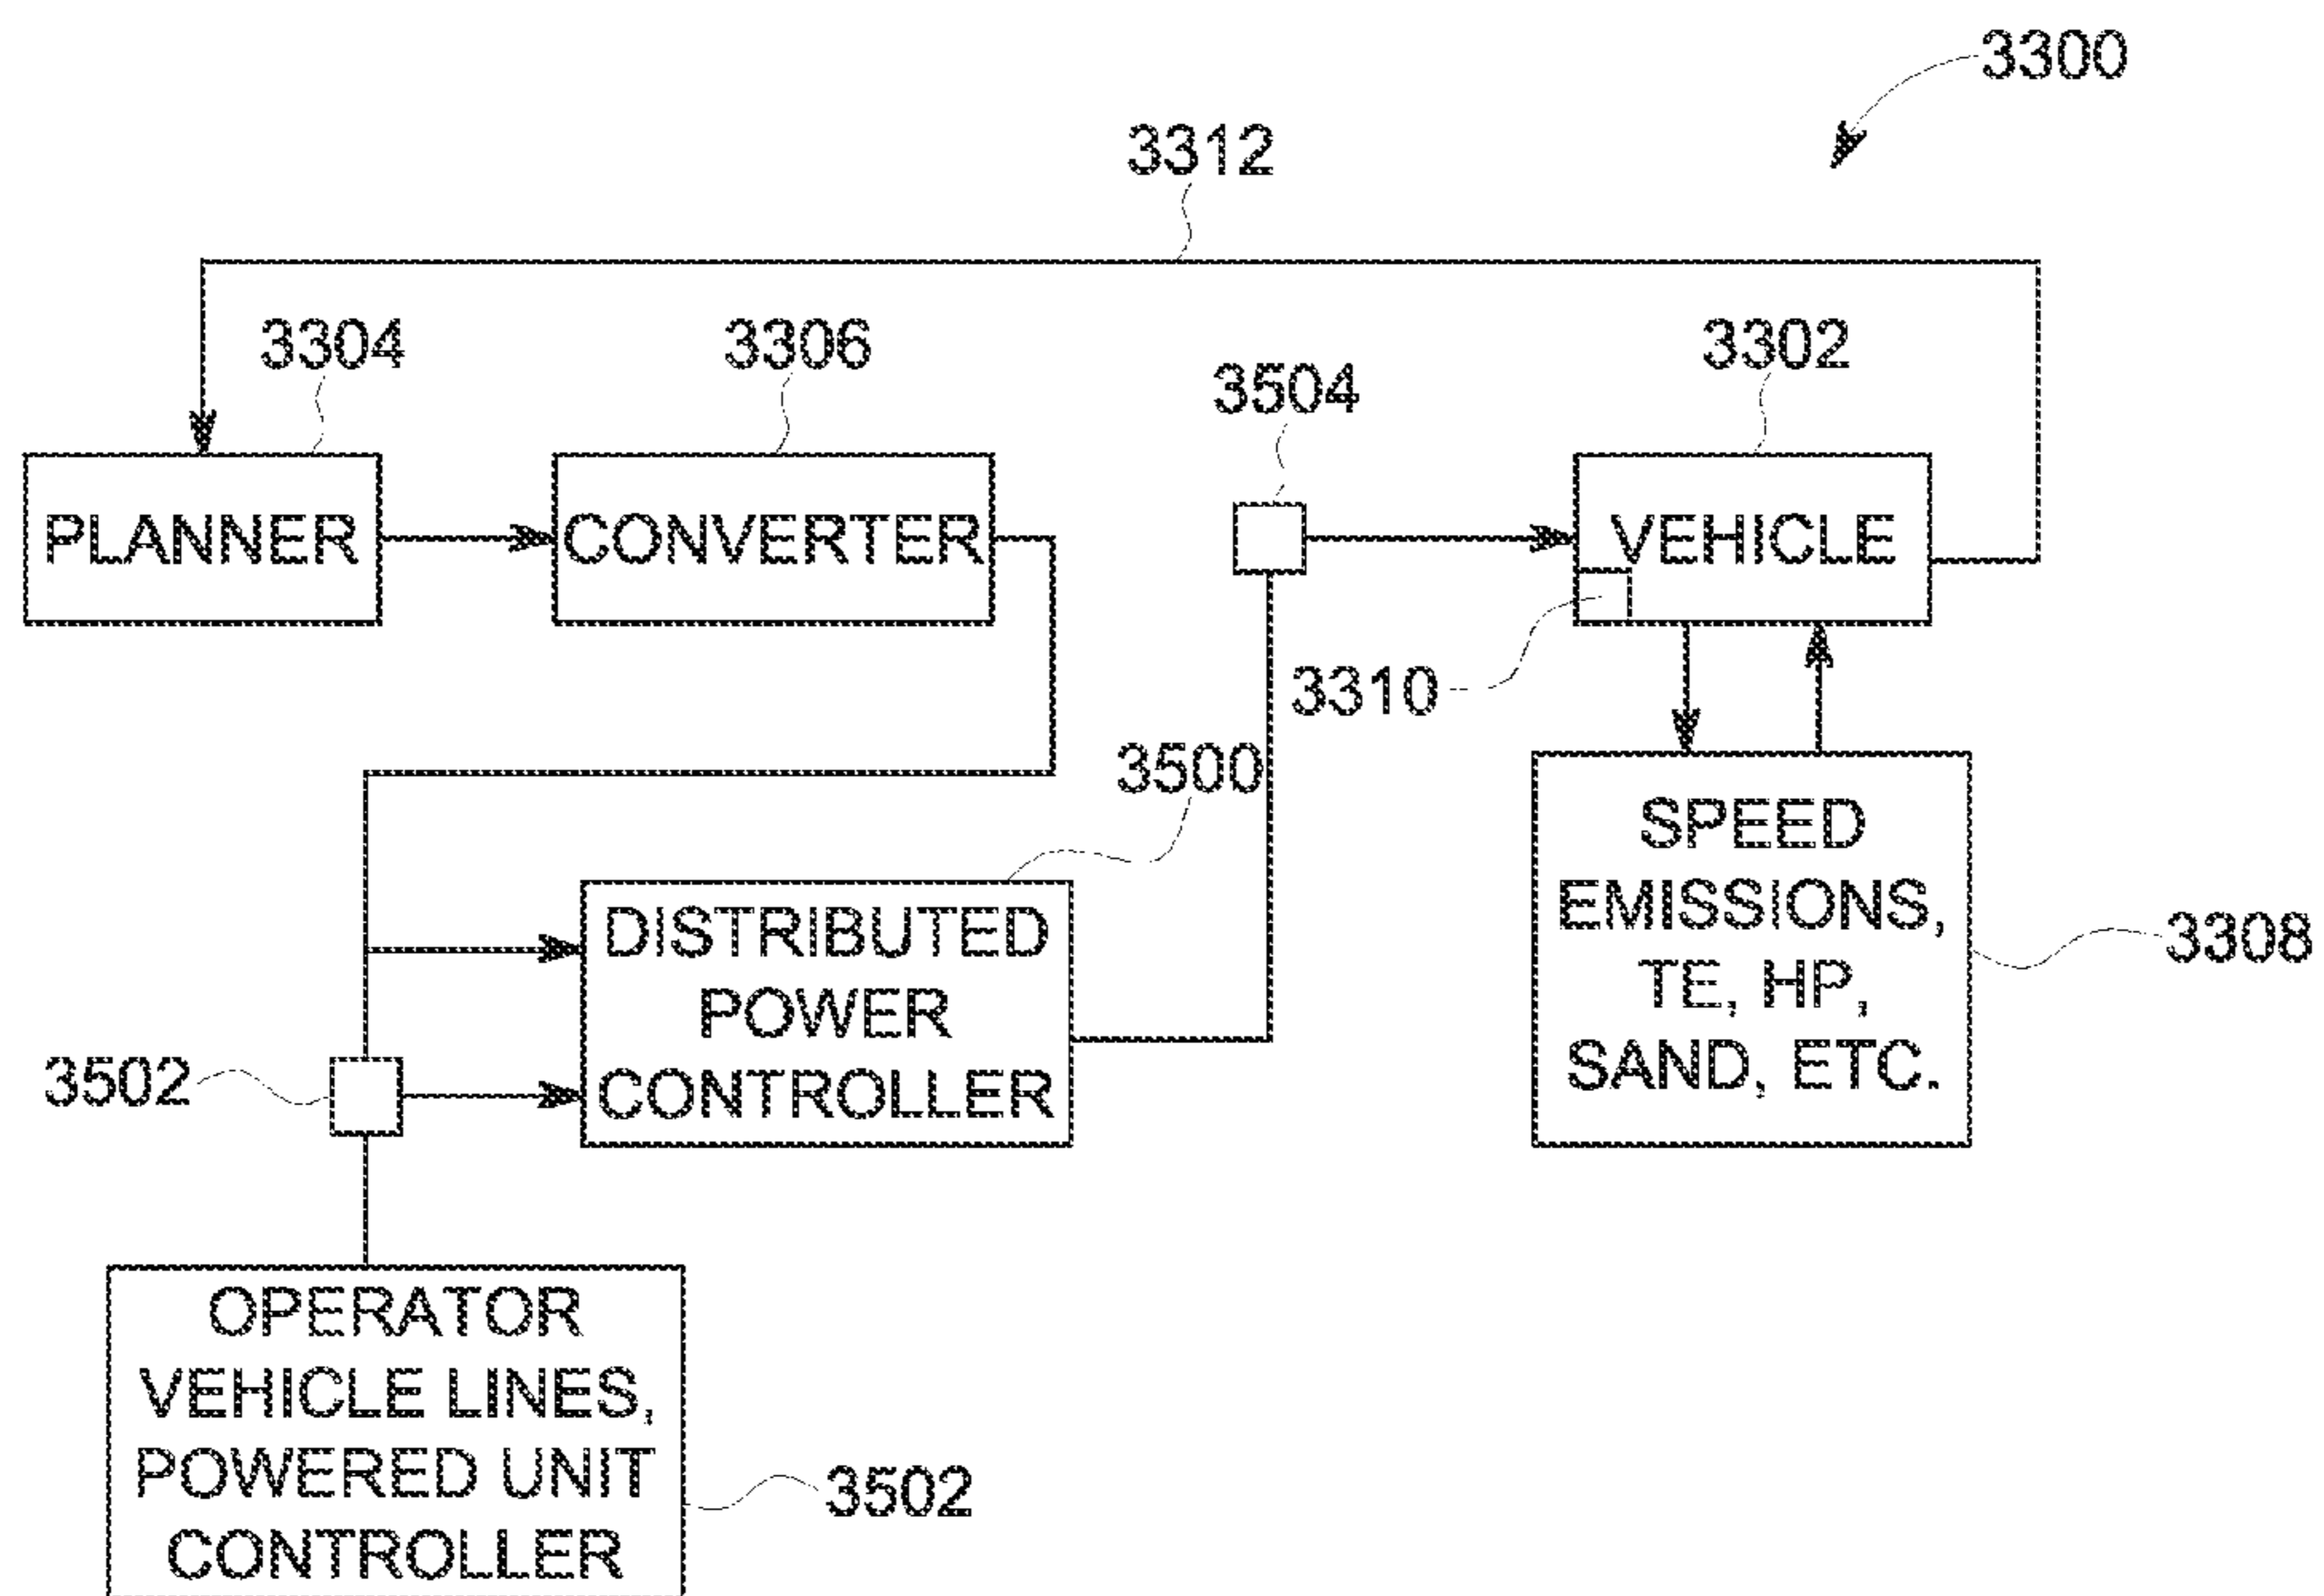 3300
3312
3304
3306
3504
3302
PLANNER
CONVERTER
VEHICLE
3310
3500
SPEED
EMISSIONS,
TE, HP,
SAND, ETC.
3308
DISTRIBUTED
POWER
CONTROLLER
3502
OPERATOR
VEHICLE LINES,
POWERED UNIT
CONTROLLER
3502